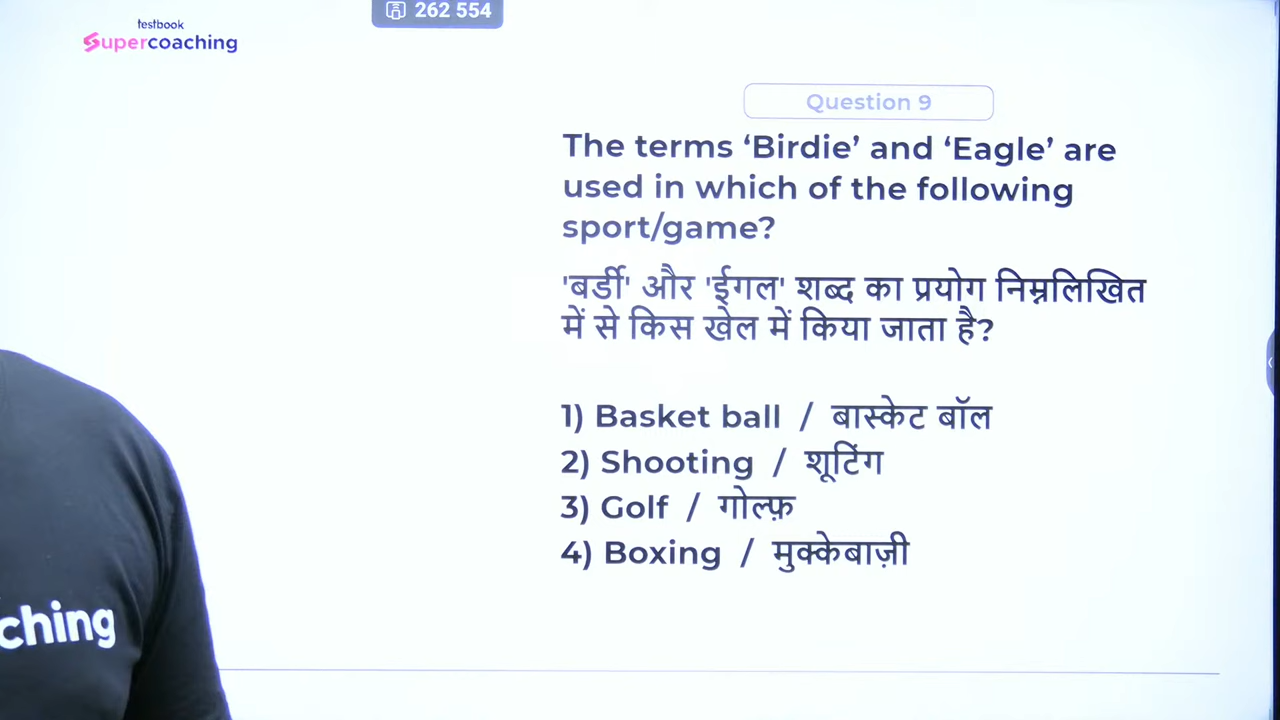 testbook
Supercoaching
262 554
Question 9
The terms ‘Birdie’ and ‘Eagle’ are
used in which of the following
sport/game?
'बर्डी' और 'ईगल' शब्द का प्रयोग निम्नलिखित
में से किस खेल में किया जाता है?
1) Basket ball / बास्केट बॉल
2) Shooting / शूटिंग
3) Golf / गोल्फ़
4) Boxing / मुक्केबाज़ी
ching